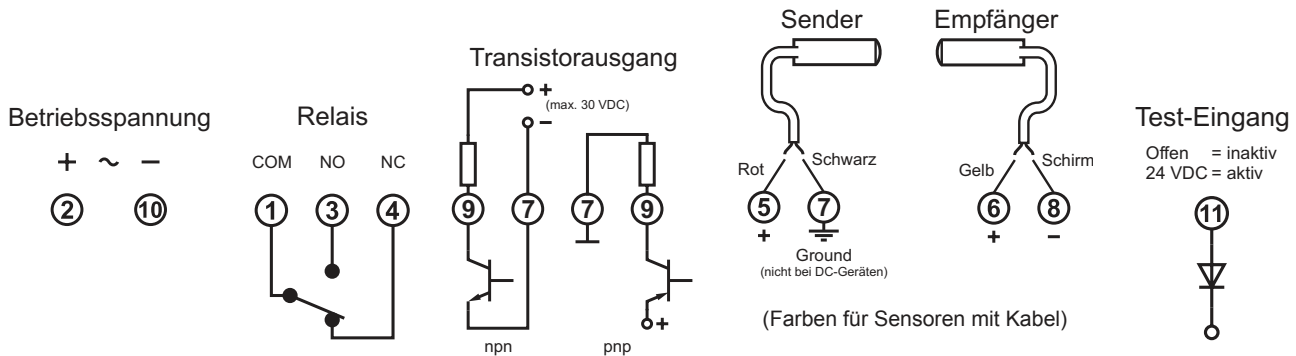 Betriebsspannung
+ ~ −
2 10
Relais
COM NO NC
1 3 4
Transistorausgang
+
(max. 30 VDC)
−
9 7 7 9
+
npn pnp
Sender Empfänger
Rot Schwarz
5 7
+
Ground
(nicht bei DC-Geräten)
Gelb Schirm
6 8
+ −
(Farben für Sensoren mit Kabel)
Test-Eingang
Offen = inaktiv
24 VDC = aktiv
11